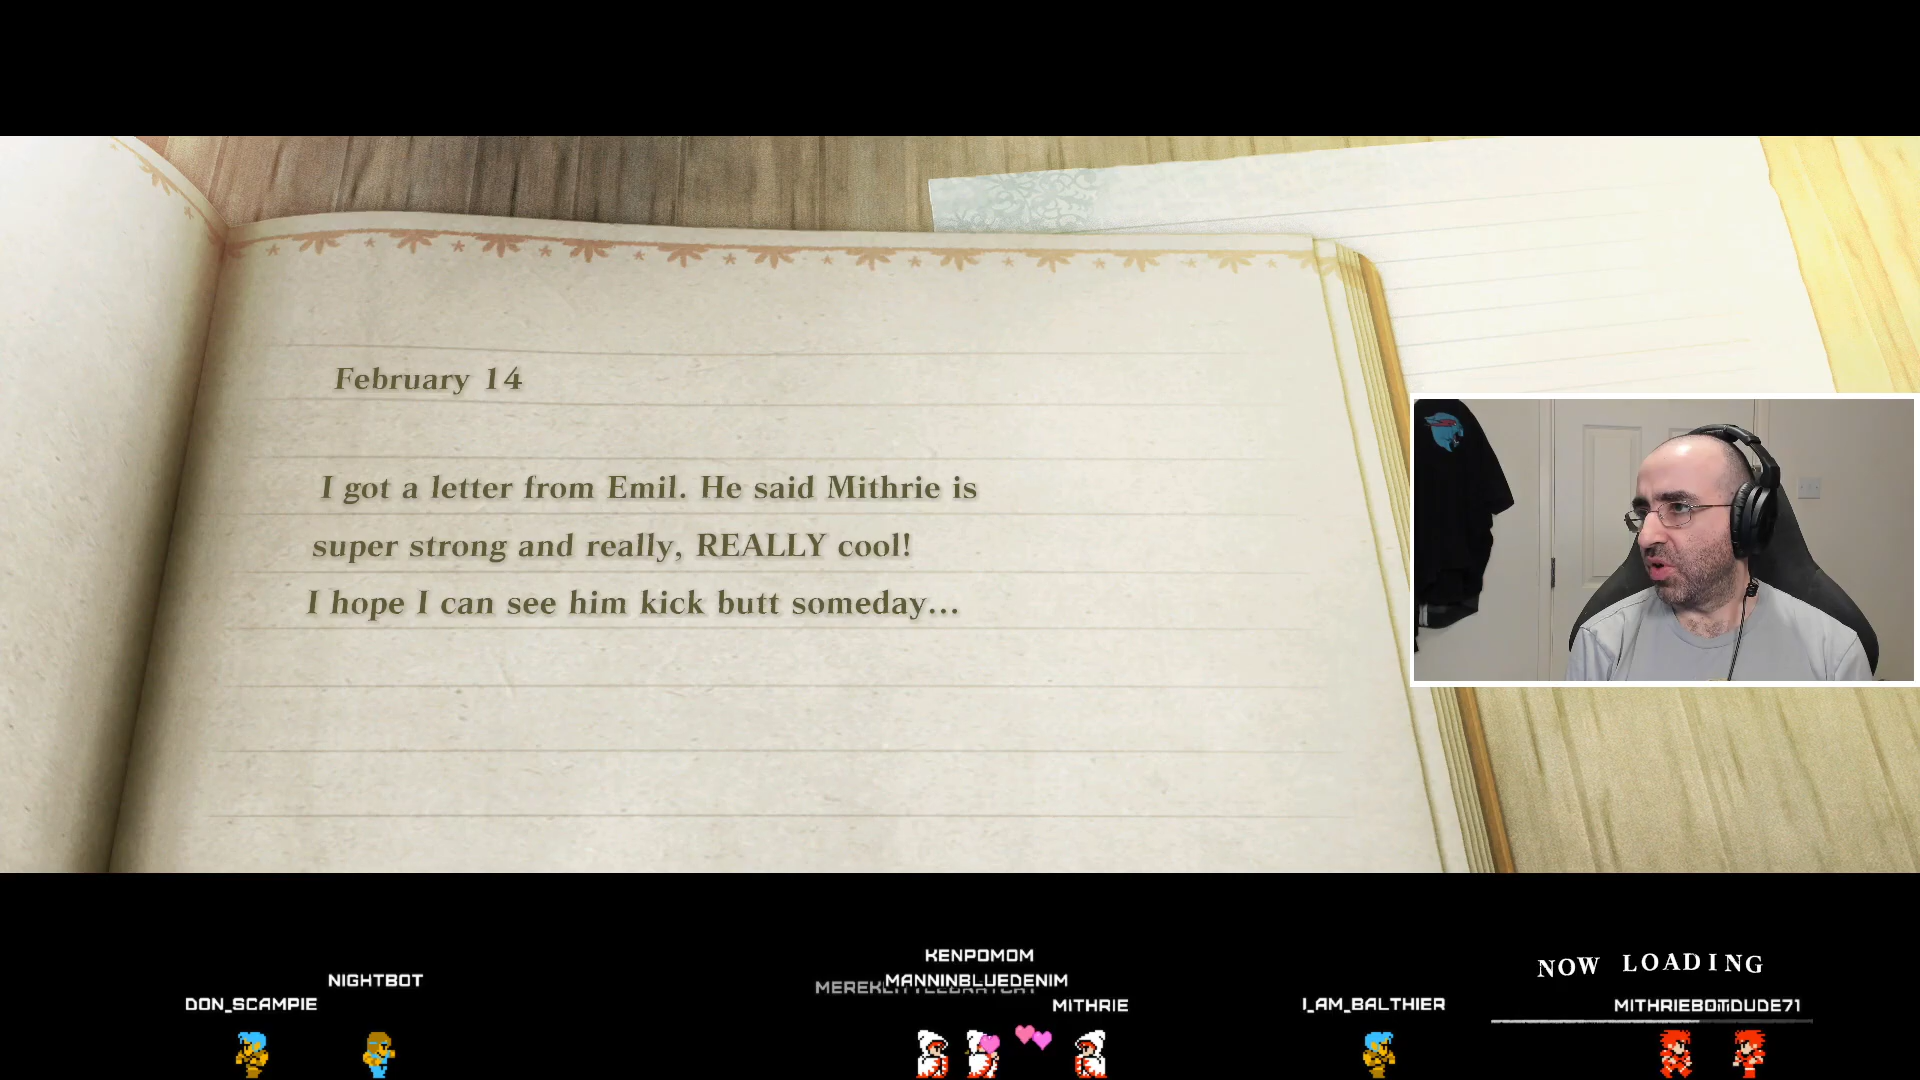 February 14
I got a letter from Emil. He said Mithrie is
super strong and really, REALLY cool!
I hope I can see him kick butt someday...
NOW LOADING
KENPOMOM
NIGHTBOT
MANNINBLUEDENIM
DON_SCAMPIE
MITHRIE
I_AM_BALTHIER